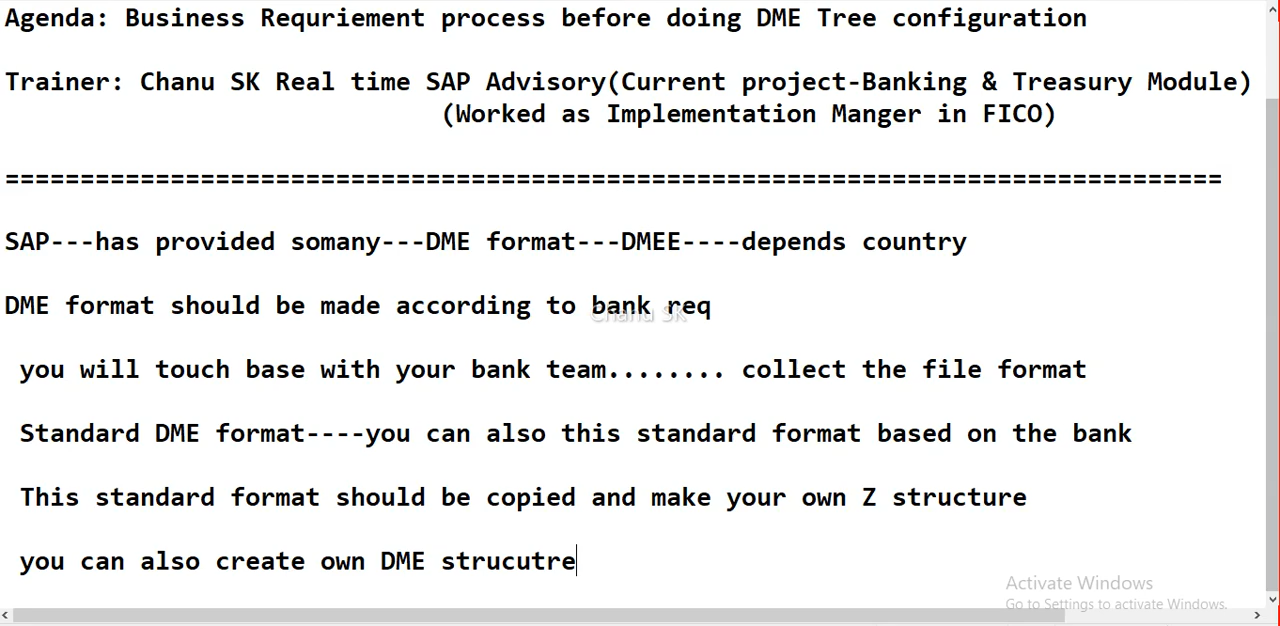 Agenda: Business Requriement process before doing DME Tree configuration
Trainer: Chanu SK Real time SAP Advisory(Current project-Banking & Treasury Module)
(Worked as Implementation Manger in FICO)
=================================================================================
SAP---has provided somany---DME format---DMEE----depends country
DME format should be made according to bank req
Chanu SK
you will touch base with your bank team........ collect the file format
Standard DME format----you can also this standard format based on the bank
This standard format should be copied and make your own Z structure
you can also create own DME strucutre
Activate Windows
Go to Settings to activate Windows.